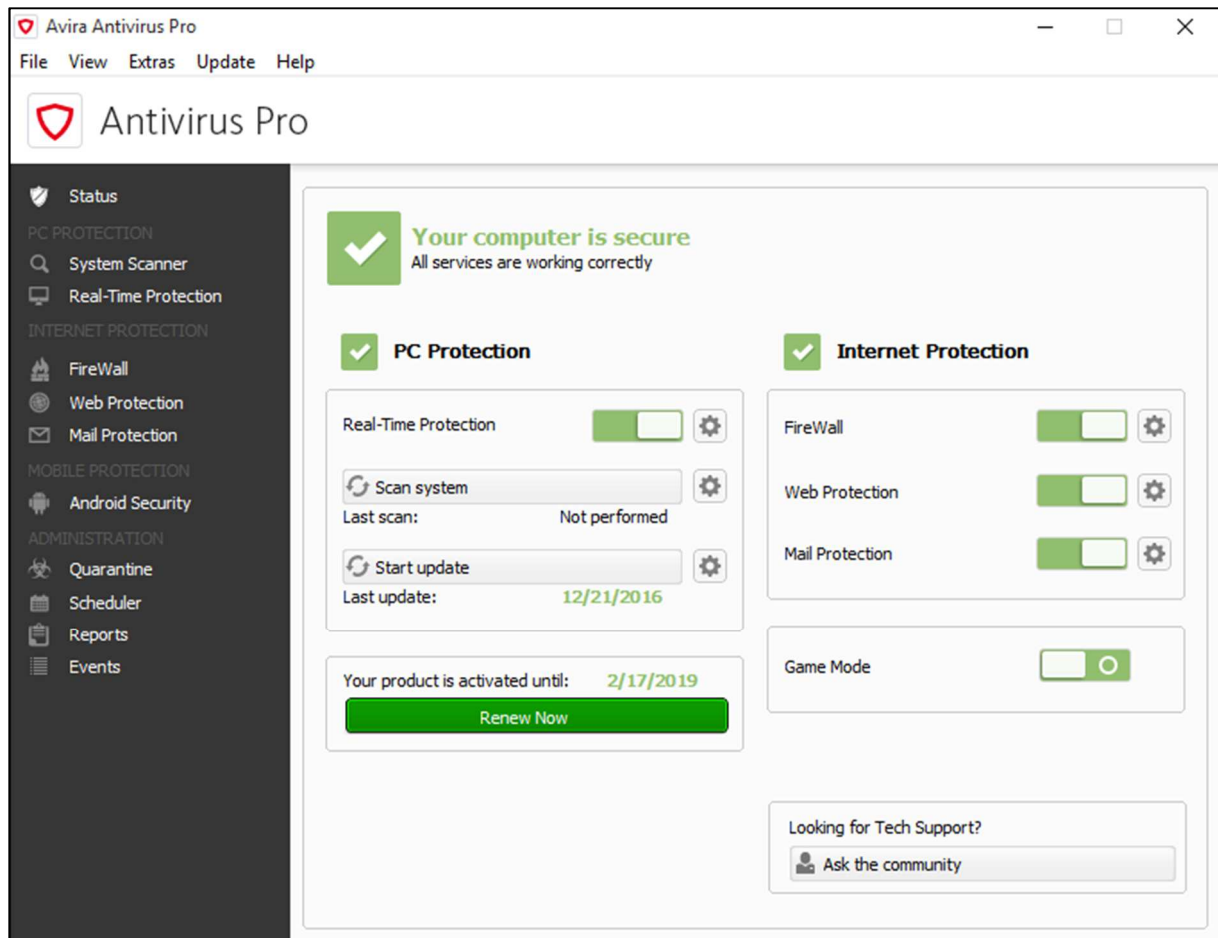 Avira Antivirus Pro
File View Extras Update Help
Antivirus Pro
Status
PC PROTECTION
System Scanner
Real-Time Protection
INTERNET PROTECTION
FireWall
Web Protection
Mail Protection
MOBILE PROTECTION
Android Security
ADMINISTRATION
Quarantine
Scheduler
Reports
Events
Your computer is secure
All services are working correctly
PC Protection
Real-Time Protection
Scan system
Last scan: Not performed
Start update
Last update: 12/21/2016
Your product is activated until: 2/17/2019
Renew Now
Internet Protection
FireWall
Web Protection
Mail Protection
Game Mode
Looking for Tech Support?
Ask the community